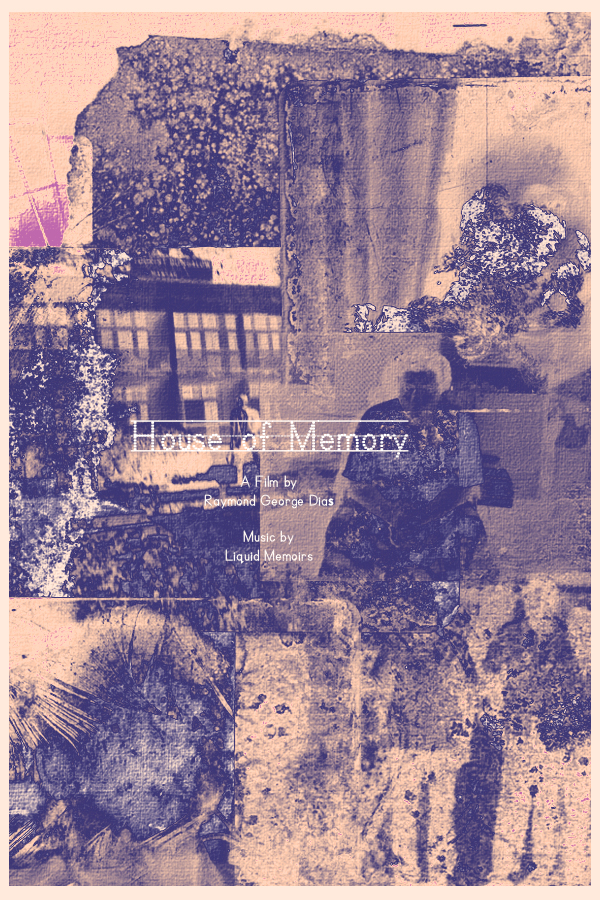 House of Memory
A Film by
Raymond George Dias
Music by
Liquid Memoirs